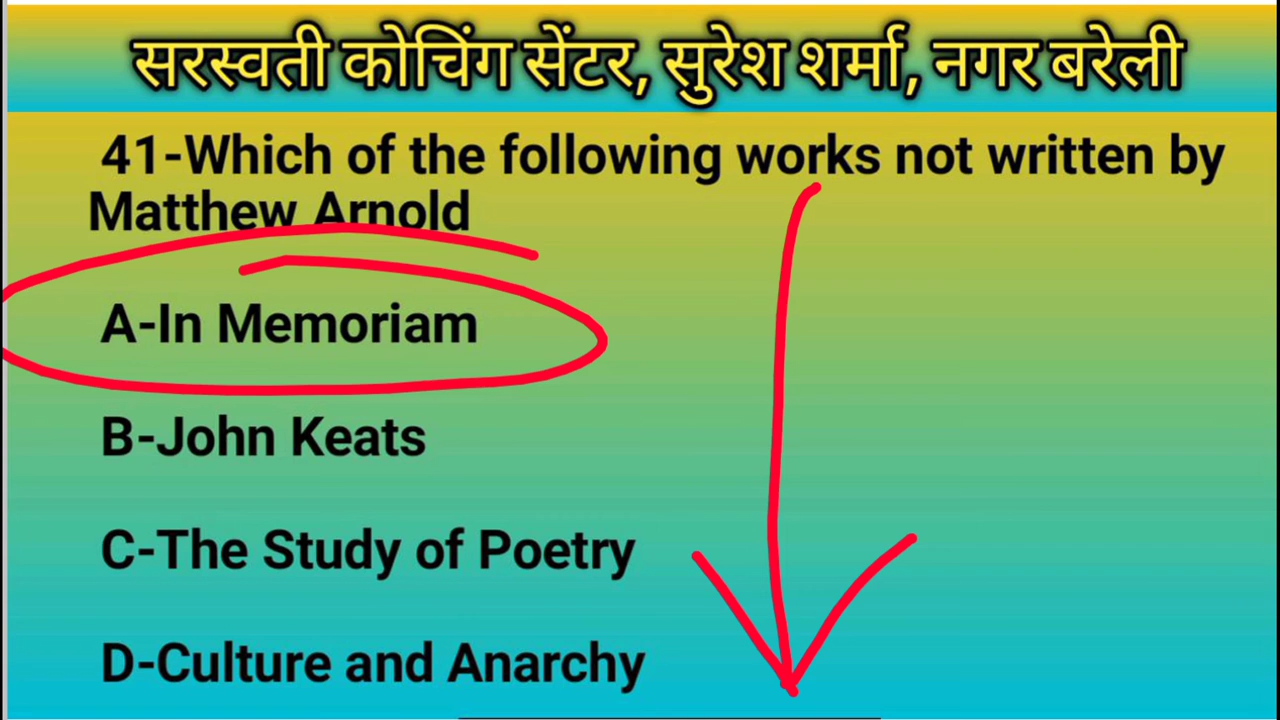 सरस्वती कोचिंग सेंटर, सुरेश शर्मा, नगर बरेली
41-Which of the following works not written by
Matthew Arnold
A-In Memoriam
B-John Keats
C-The Study of Poetry
D-Culture and Anarchy